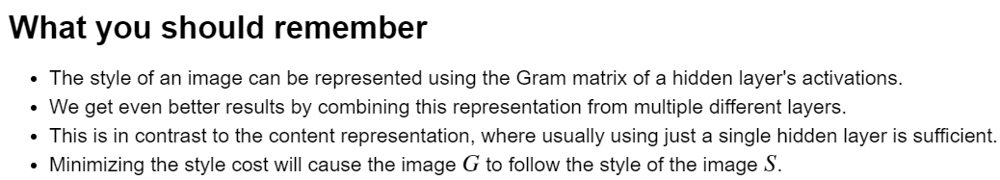 What you should remember
• The style of an image can be represented using the Gram matrix of a hidden layer's activations.
• We get even better results by combining this representation from multiple different layers.
• This is in contrast to the content representation, where usually using just a single hidden layer is sufficient.
• Minimizing the style cost will cause the image G to follow the style of the image S.